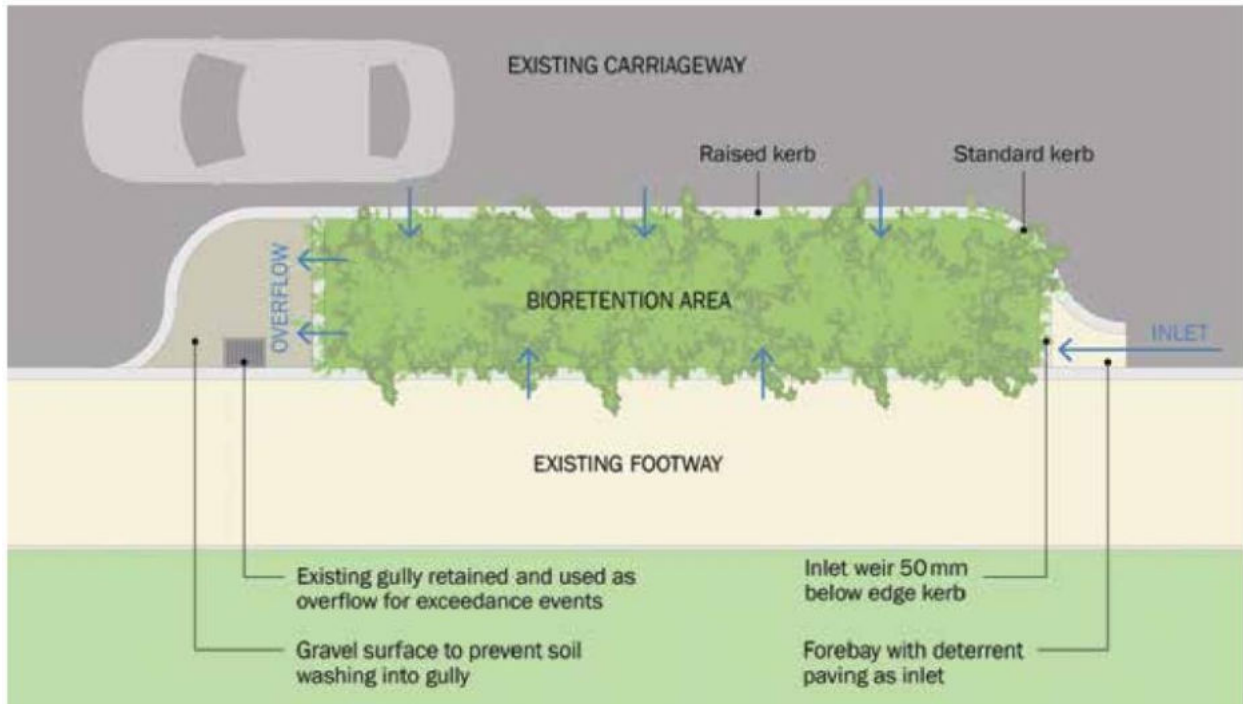 EXISTING CARRIAGEWAY
Raised kerb
Standard kerb
OVERFLOW
BIORETENTION AREA
INLET
EXISTING FOOTWAY
Existing gully retained and used as
overflow for exceedance events
Gravel surface to prevent soil
washing into gully
Inlet weir 50 mm
below edge kerb
Forebay with deterrent
paving as inlet